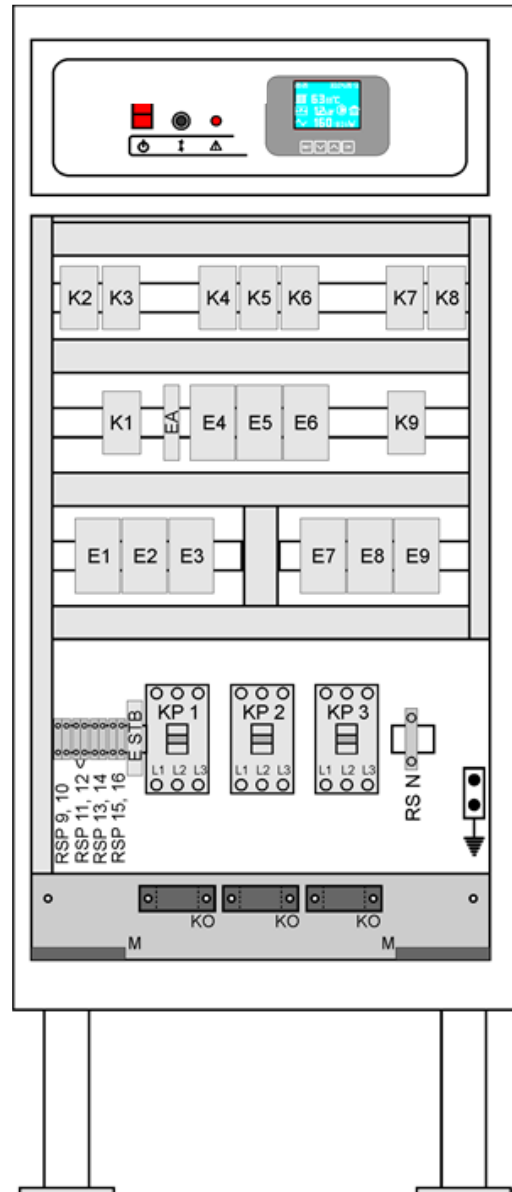 K2 K3 K4 K5 K6 K7 K8
K1 EA E4 E5 E6 K9
E1 E2 E3 E7 E8 E9
RSP 9, 10
RSP 11, 12 <
RSP 13, 14
RSP 15, 16
E STB
KP 1
L1 L2 L3
KP 2
L1 L2 L3
KP 3
L1 L2 L3
RS N
KO KO KO
M M